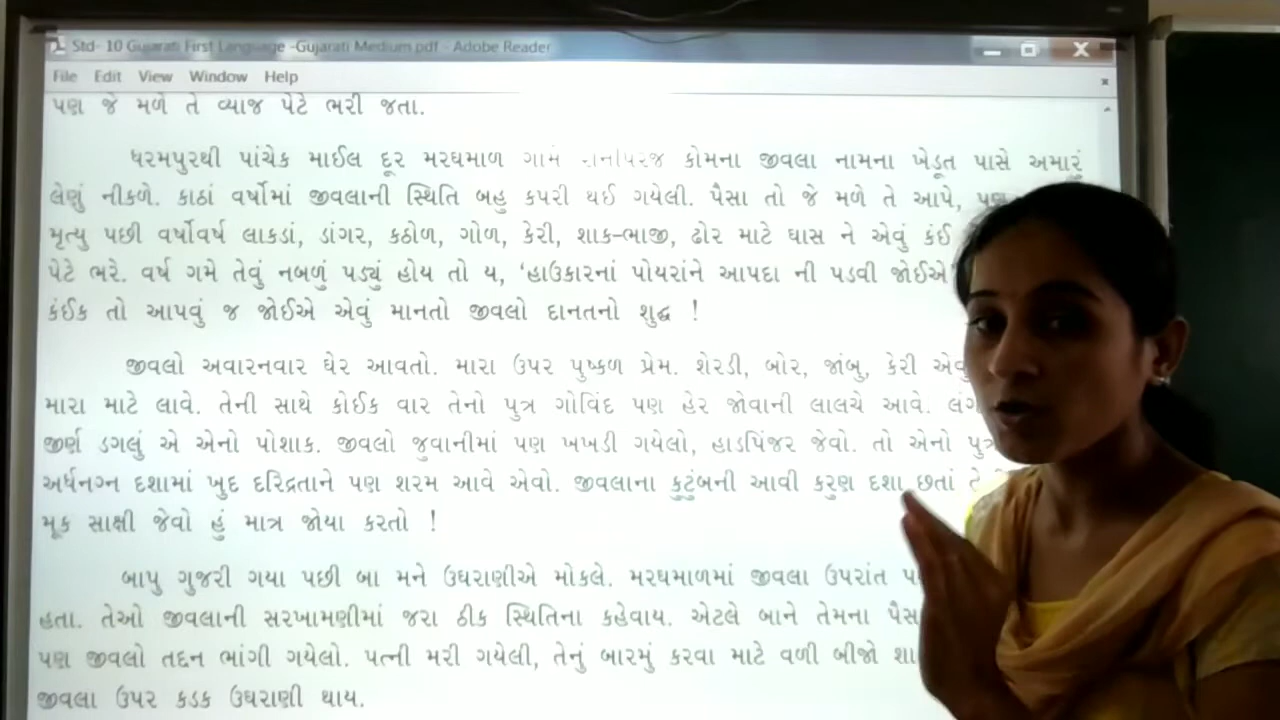 Std- 10 Gujarati First Language -Gujarati Medium.pdf - Adobe Reader
File Edit View Window Help
પણ જે મળે તે વ્યાજ પેટે ભરી જતા.
ધરમપુરથી પાંચેક માઈલ દૂર મરઘમાળ ગામે કોમના જીવલા નામના ખેડૂત પાસે અમારું
લેણું નીકળે. કાઠાં વર્ષોમાં જીવલાની સ્થિતિ બહુ કપરી થઈ ગયેલી. પૈસા તો જે મળે તે આપે, પણ
મૃત્યુ પછી વર્ષોવર્ષ લાકડાં, ડાંગર, કઠોળ, ગોળ, કેરી, શાક-ભાજી, ઢોર માટે ઘાસ ને એવું કંઈ
પેટે ભરે. વર્ષ ગમે તેવું નબળું પડ્યું હોય તો ય, ‘હાઉકારનાં પોયરાંને આપદા ની પડવી જોઈએ’
કંઈક તો આપવું જ જોઈએ એવું માનતો જીવલો દાનતનો શુદ્ધ !
જીવલો અવારનવાર ઘેર આવતો. મારા ઉપર પુષ્કળ પ્રેમ. શેરડી, બોર, જાંબુ, કેરી
મારા માટે લાવે. તેની સાથે કોઈક વાર તેનો પુત્ર ગોવિંદ પણ હેર જોવાની લાલચે આવે.
જીર્ણ ડગલું એ એનો પોશાક. જીવલો જુવાનીમાં પણ ખખડી ગયેલો, હાડપિંજર જેવો. તો એનો
અર્ધનગ્ન દશામાં ખુદ દરિદ્રતાને પણ શરમ આવે એવો. જીવલાના કુટુંબની આવી કરુણ દશા છતાં
મૂક સાક્ષી જેવો હું માત્ર જોયા કરતો !
બાપુ ગુજરી ગયા પછી બા મને ઉઘરાણીએ મોકલે. મરઘમાળમાં જીવલા ઉપરાંત
હતા. તેઓ જીવલાની સરખામણીમાં જરા ઠીક સ્થિતિના કહેવાય. એટલે બાને તેમના
પણ જીવલો તદન ભાંગી ગયેલો. પત્ની મરી ગયેલી, તેનું બારમું કરવા માટે વળી બીજો
જીવલા ઉપર કડક ઉઘરાણી થાય.